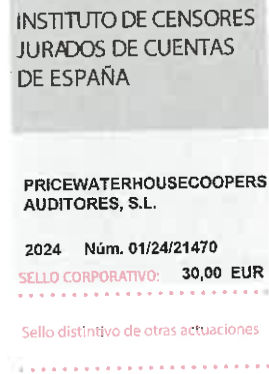 INSTITUTO DE CENSORES
JURADOS DE CUENTAS
DE ESPAÑA
PRICEWATERHOUSECOOPERS
AUDITORES, S.L.
2024 Núm. 01/24/21470
SELLO CORPORATIVO: 30,00 EUR
Sello distintivo de otras actuaciones